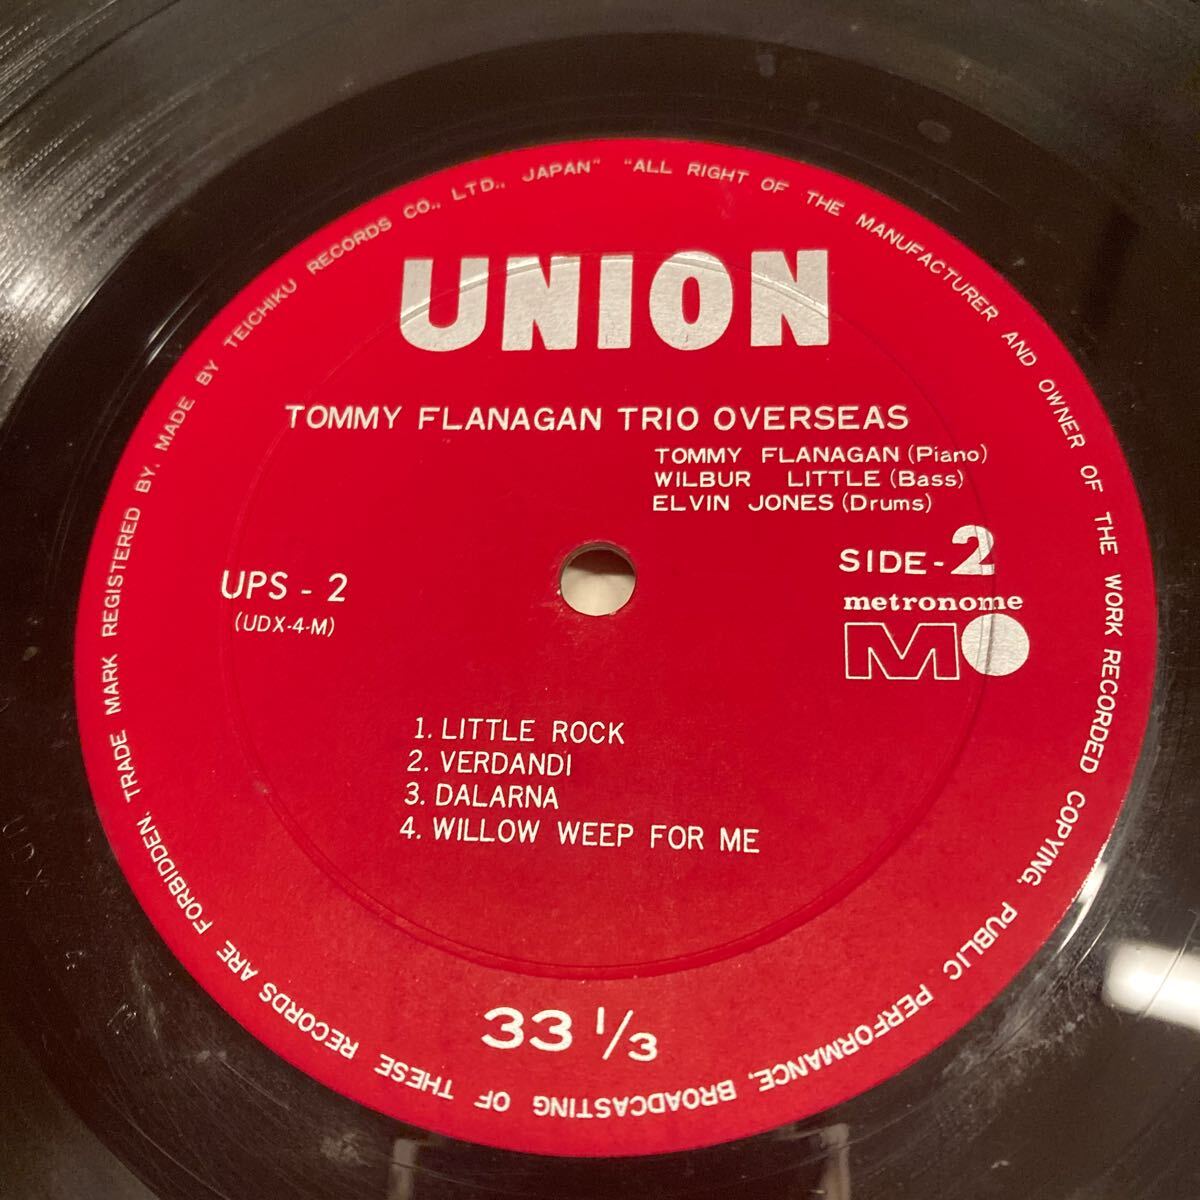 "ALL RIGHT OF THE MANUFACTURER AND OWNER OF THE WORK RECORDED COPYING, PUBLIC PERFORMANCE, BROADCASTING OF THESE RECORDS ARE FORBIDDEN, TRADE MARK REGISTERED BY. MADE BY TEICHIKU RECORDS CO., LTD., JAPAN"
UNION
TOMMY FLANAGAN TRIO OVERSEAS
TOMMY FLANAGAN (Piano)
WILBUR LITTLE (Bass)
ELVIN JONES (Drums)
SIDE-2
UPS - 2
(UDX-4-M)
metronome
M
1. LITTLE ROCK
2. VERDANDI
3. DALARNA
4. WILLOW WEEP FOR ME
33 1/3